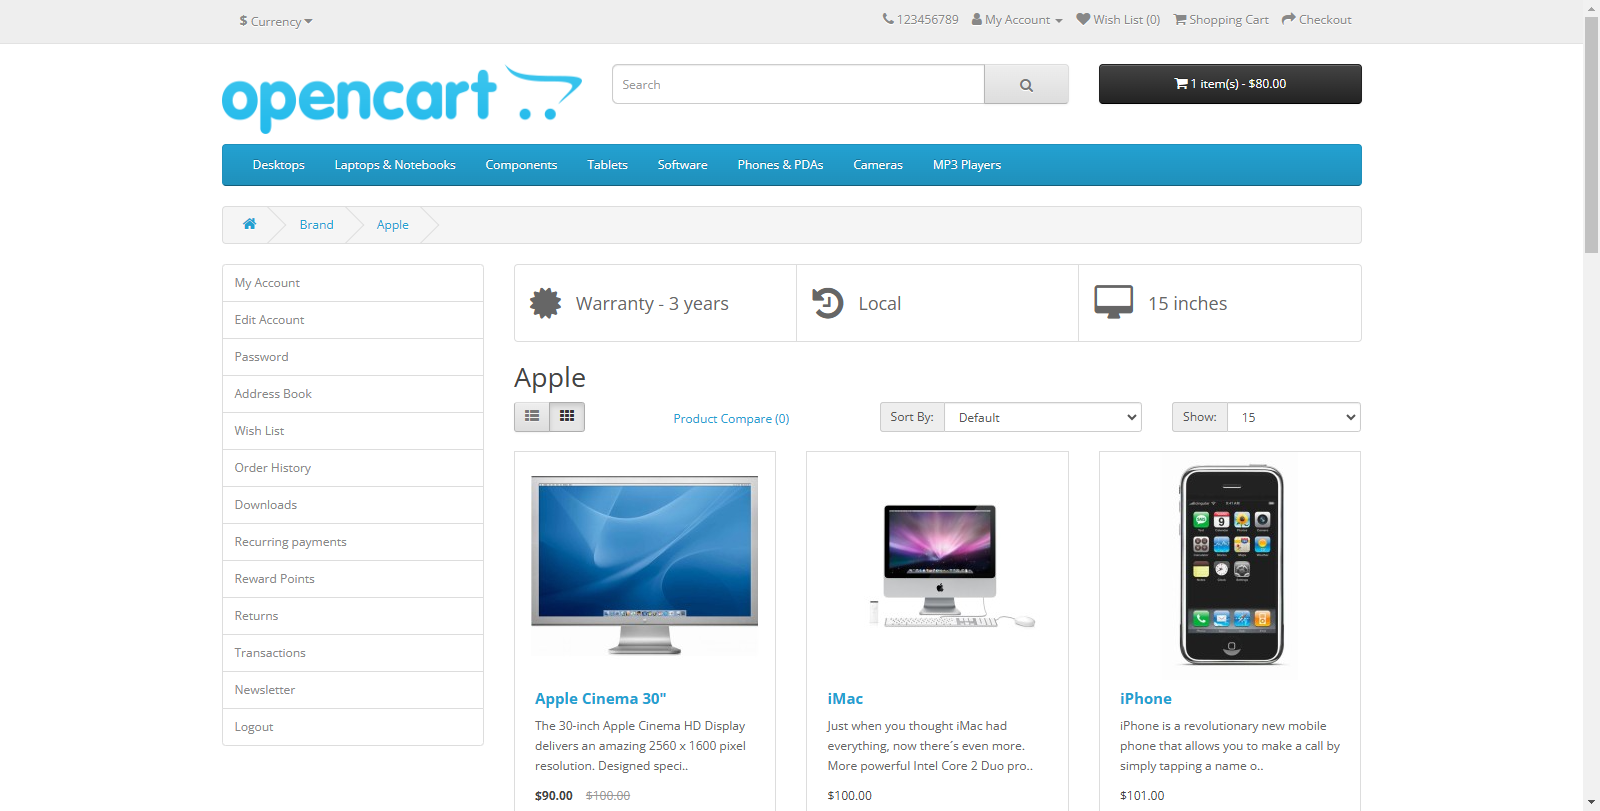 $ Currency
123456789
My Account
Wish List (0)
Shopping Cart
Checkout
opencart
Search
1 item(s) - $80.00
Desktops
Laptops & Notebooks
Components
Tablets
Software
Phones & PDAs
Cameras
MP3 Players
Brand
Apple
My Account
Edit Account
Password
Address Book
Wish List
Order History
Downloads
Recurring payments
Reward Points
Returns
Transactions
Newsletter
Logout
Warranty - 3 years
Local
15 inches
Apple
Product Compare (0)
Sort By:
Default
Show:
15
Apple Cinema 30"
The 30-inch Apple Cinema HD Display
delivers an amazing 2560 x 1600 pixel
resolution. Designed speci..
$90.00 $100.00
iMac
Just when you thought iMac had
everything, now there´s even more.
More powerful Intel Core 2 Duo pro..
$100.00
iPhone
iPhone is a revolutionary new mobile
phone that allows you to make a call by
simply tapping a name o..
$101.00